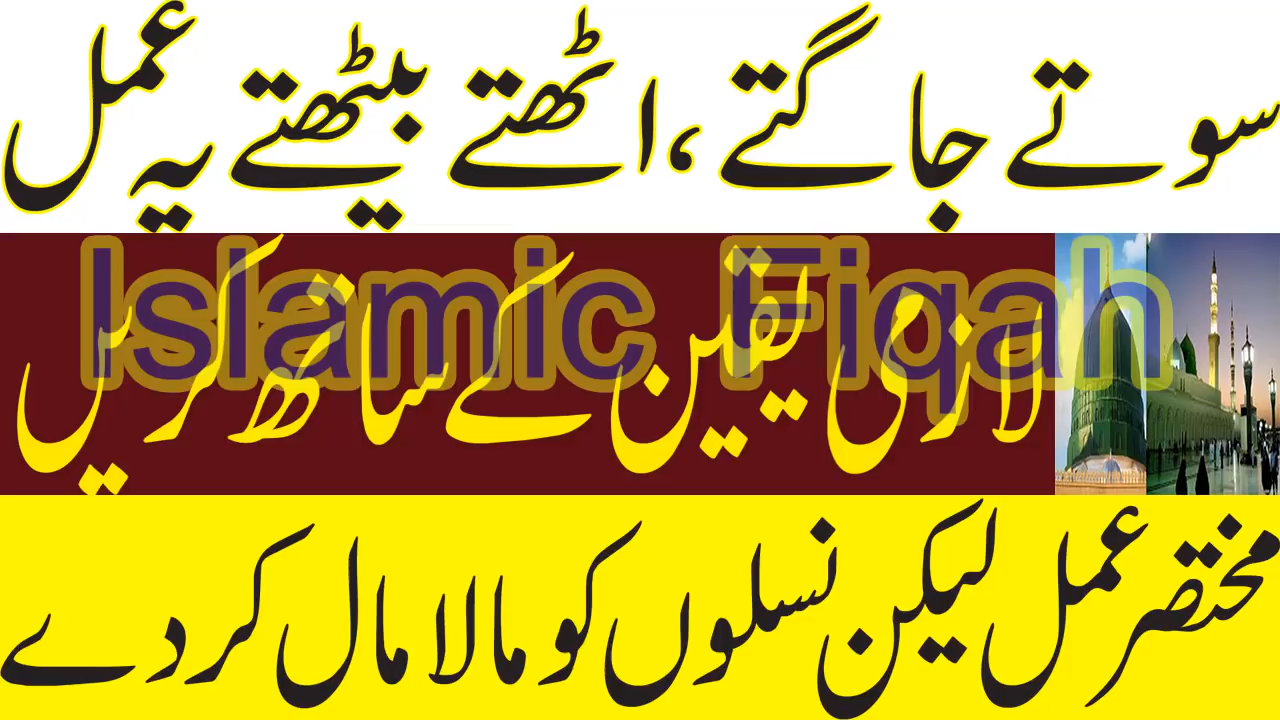 سوتے جاگتے ،اٹھتے بیٹھتے یہ عمل
لازمی یقین کے ساتھ کریں
Islamic Fiqah
مختصر عمل لیکن نسلوں کو مالا مال کردے